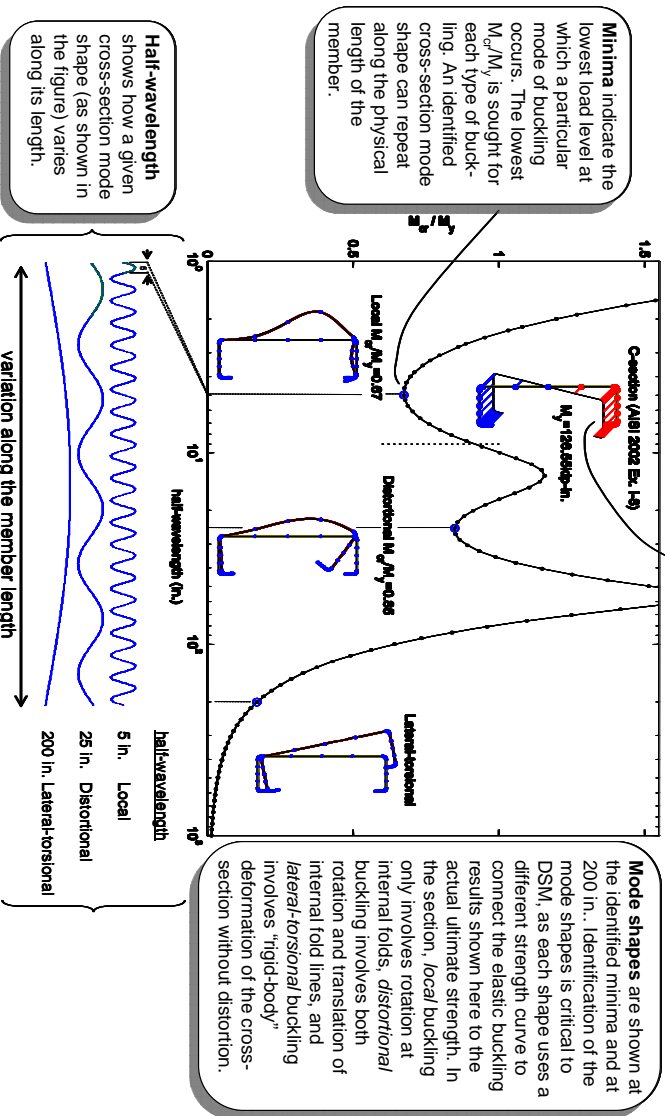 Minima indicate the
lowest load level at
which a particular
mode of buckling
occurs. The lowest
Mcr/My is sought for
each type of buck-
ling. An identified
cross-section mode
shape can repeat
along the physical
length of the
member.
Mode shapes are shown at
the identified minima and at
200 in.. Identification of the
mode shapes is critical to
DSM, as each shape uses a
different strength curve to
connect the elastic buckling
results shown here to the
actual ultimate strength. In
the section, local buckling
only involves rotation at
internal folds, distortional
buckling involves both
rotation and translation of
internal fold lines, and
lateral-torsional buckling
involves "rigid-body"
deformation of the cross-
section without distortion.
Half-wavelength
shows how a given
cross-section mode
shape (as shown in
the figure) varies
along its length.
1.5
1
0.5
0
Mcr / My
C-section (AISI 2002 Ex. I-8)
My=126.55kip-in.
Local Mcr/My=0.67
Distortional Mcr/My=0.85
Lateral-torsional
10⁰
10¹
10²
10³
half-wavelength (in.)
half-wavelength
5 in. Local
25 in. Distortional
200 in. Lateral-torsional
variation along the member length